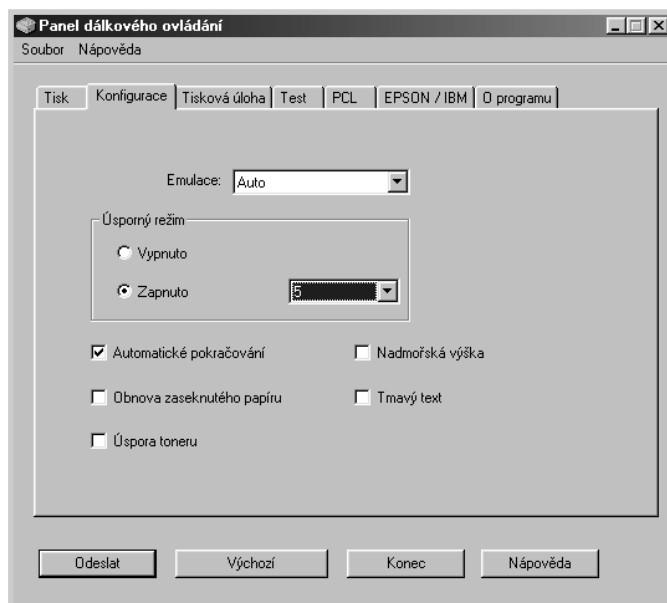 Panel dálkového ovládání
Soubor Nápověda
Tisk Konfigurace Tisková úloha Test PCL EPSON / IBM O programu
Emulace: Auto
Úsporný režim
Vypnuto
Zapnuto 5
Automatické pokračování Nadmořská výška
Obnova zaseknutého papíru Tmavý text
Úspora toneru
Odeslat Výchozí Konec Nápověda